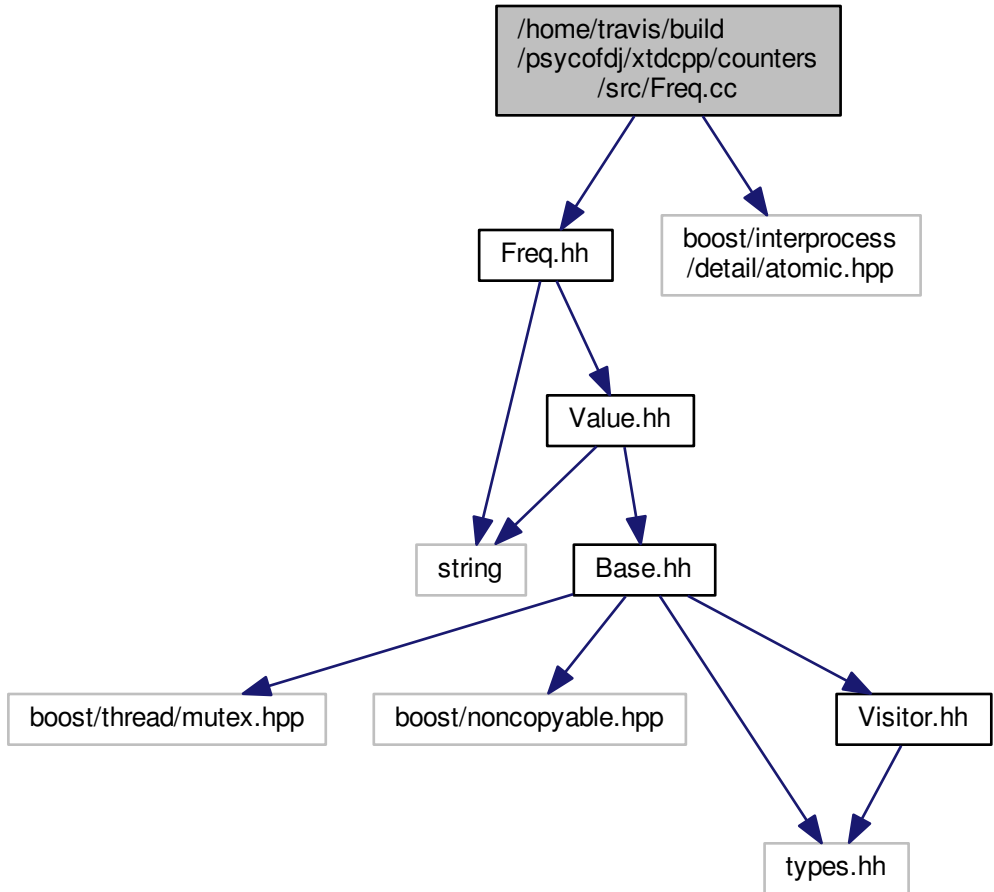 /home/travis/build
/psycofdj/xtdcpp/counters
/src/Freq.cc
Freq.hh
boost/interprocess
/detail/atomic.hpp
Value.hh
string
Base.hh
boost/thread/mutex.hpp
boost/noncopyable.hpp
Visitor.hh
types.hh